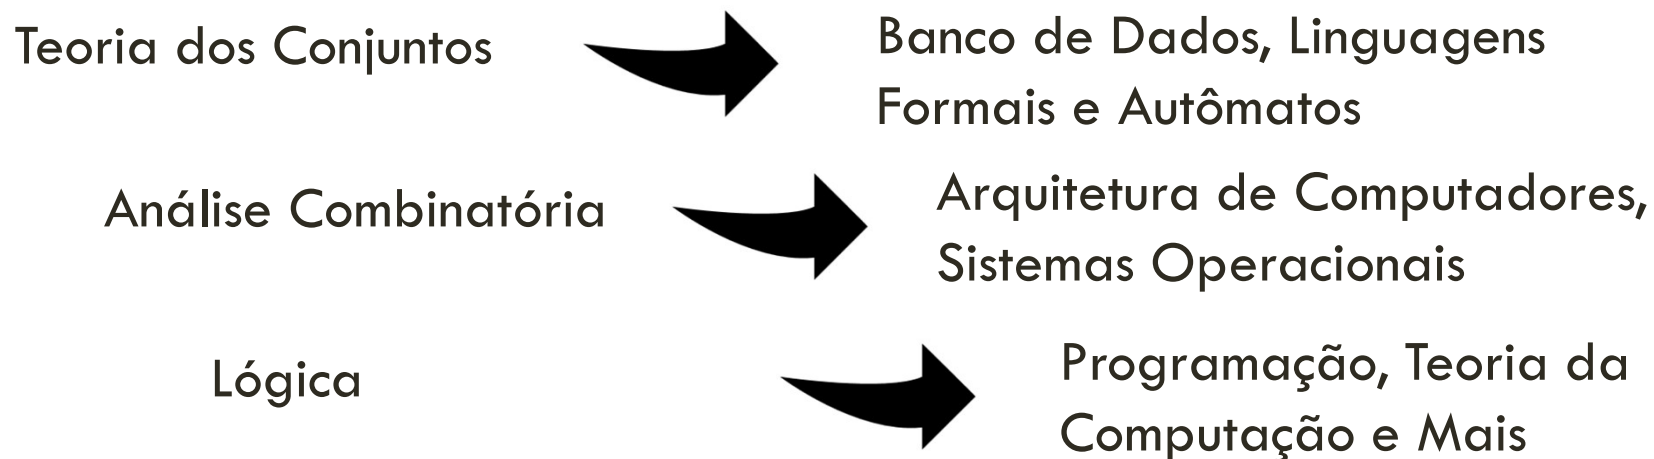 Teoria dos Conjuntos
Banco de Dados, Linguagens
Formais e Autômatos
Análise Combinatória
Arquitetura de Computadores,
Sistemas Operacionais
Lógica
Programação, Teoria da
Computação e Mais